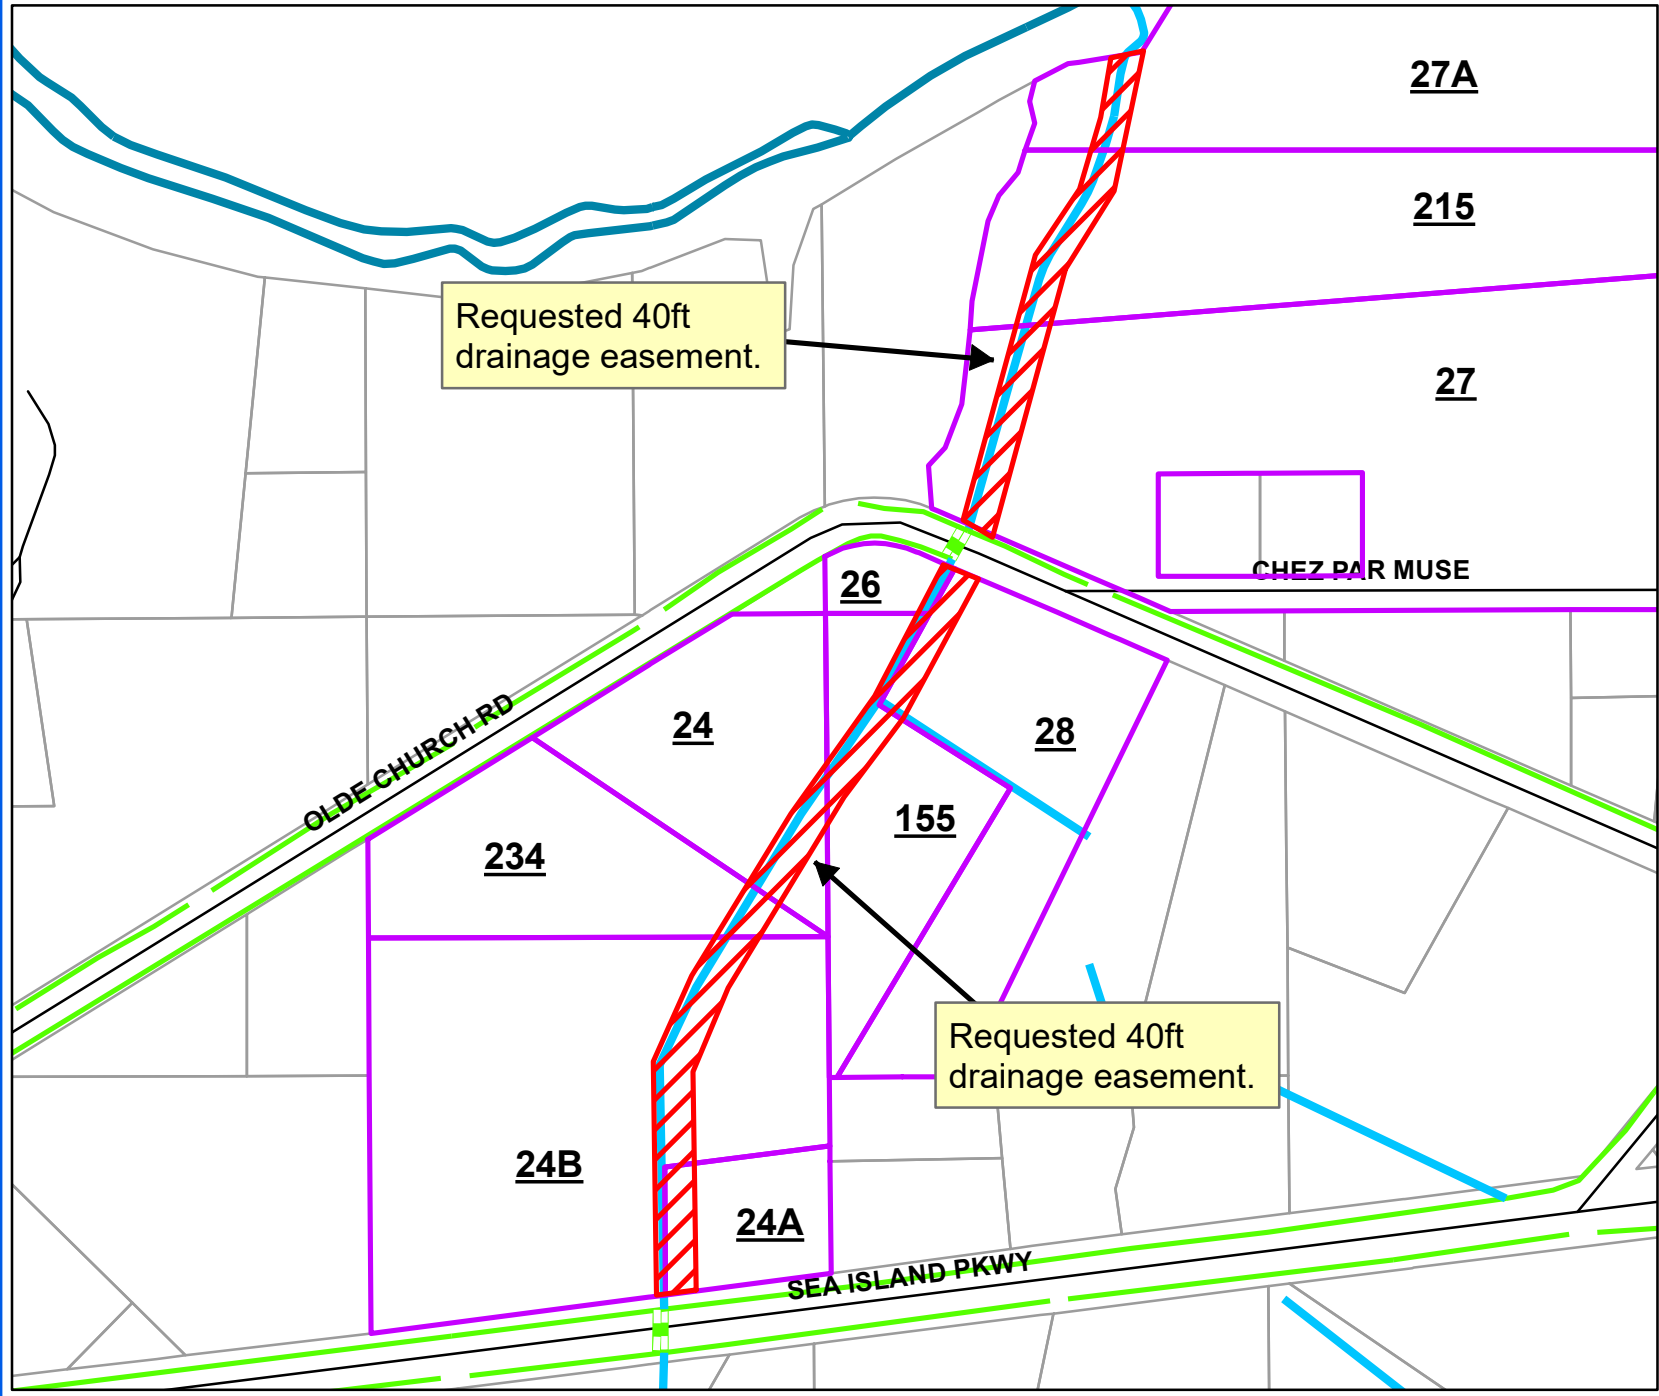 27A
215
Requested 40ft
drainage easement.
27
CHEZ PAR MUSE
26
OLDE CHURCH RD
24
28
155
234
Requested 40ft
drainage easement.
24B
24A
SEA ISLAND PKWY